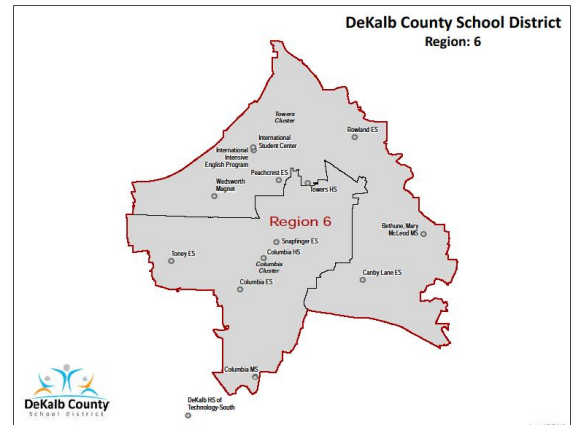 DeKalb County School District
Region: 6
Towers
Cluster
International
Student Center
Rowland ES
International
Intensive
English Program
Peachcrest ES
Wadsworth
Magnet
Towers HS
Region 6
Bethune, Mary
McLeod MS
Snapfinger ES
Toney ES
Columbia HS
Columbia
Cluster
Canby Lane ES
Columbia ES
Columbia MS
DeKalb HS of
Technology-South
DeKalb County
School District